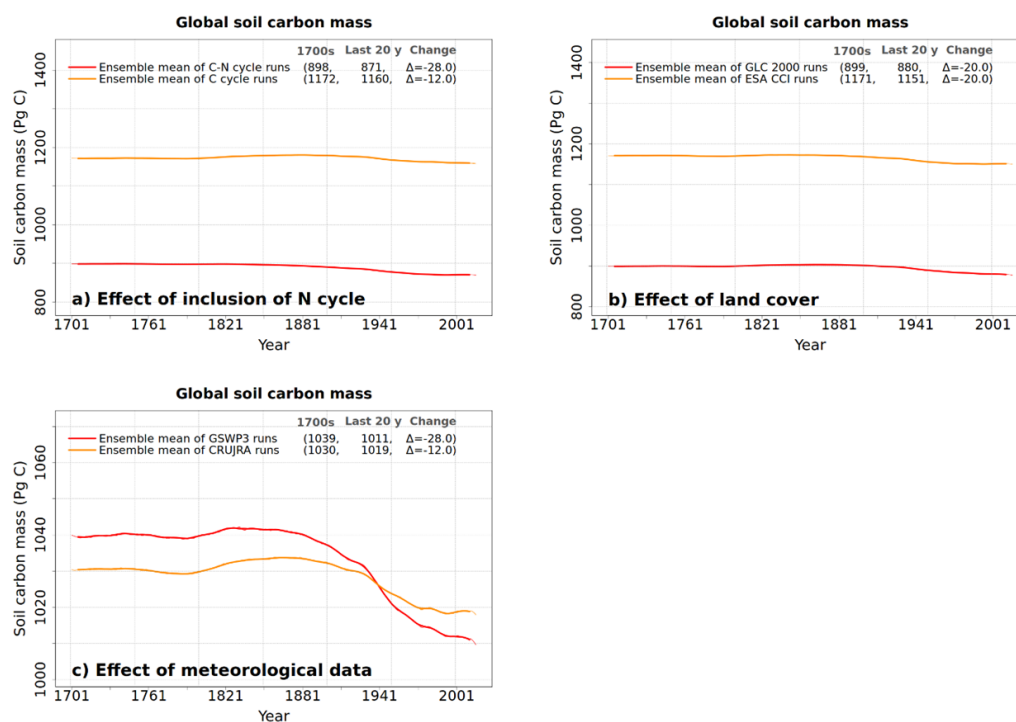 Global soil carbon mass
1700s Last 20 y Change
Ensemble mean of C-N cycle runs (898, 871, Δ=-28.0)
Ensemble mean of C cycle runs (1172, 1160, Δ=-12.0)
Soil carbon mass (Pg C)
1400
1200
1000
800
a) Effect of inclusion of N cycle
1701 1761 1821 1881 1941 2001
Year
Global soil carbon mass
1700s Last 20 y Change
Ensemble mean of GLC 2000 runs (899, 880, Δ=-20.0)
Ensemble mean of ESA CCI runs (1171, 1151, Δ=-20.0)
Soil carbon mass (Pg C)
1400
1200
1000
800
b) Effect of land cover
1701 1761 1821 1881 1941 2001
Year
Global soil carbon mass
1700s Last 20 y Change
Ensemble mean of GSWP3 runs (1039, 1011, Δ=-28.0)
Ensemble mean of CRUJRA runs (1030, 1019, Δ=-12.0)
Soil carbon mass (Pg C)
1060
1040
1020
1000
c) Effect of meteorological data
1701 1761 1821 1881 1941 2001
Year